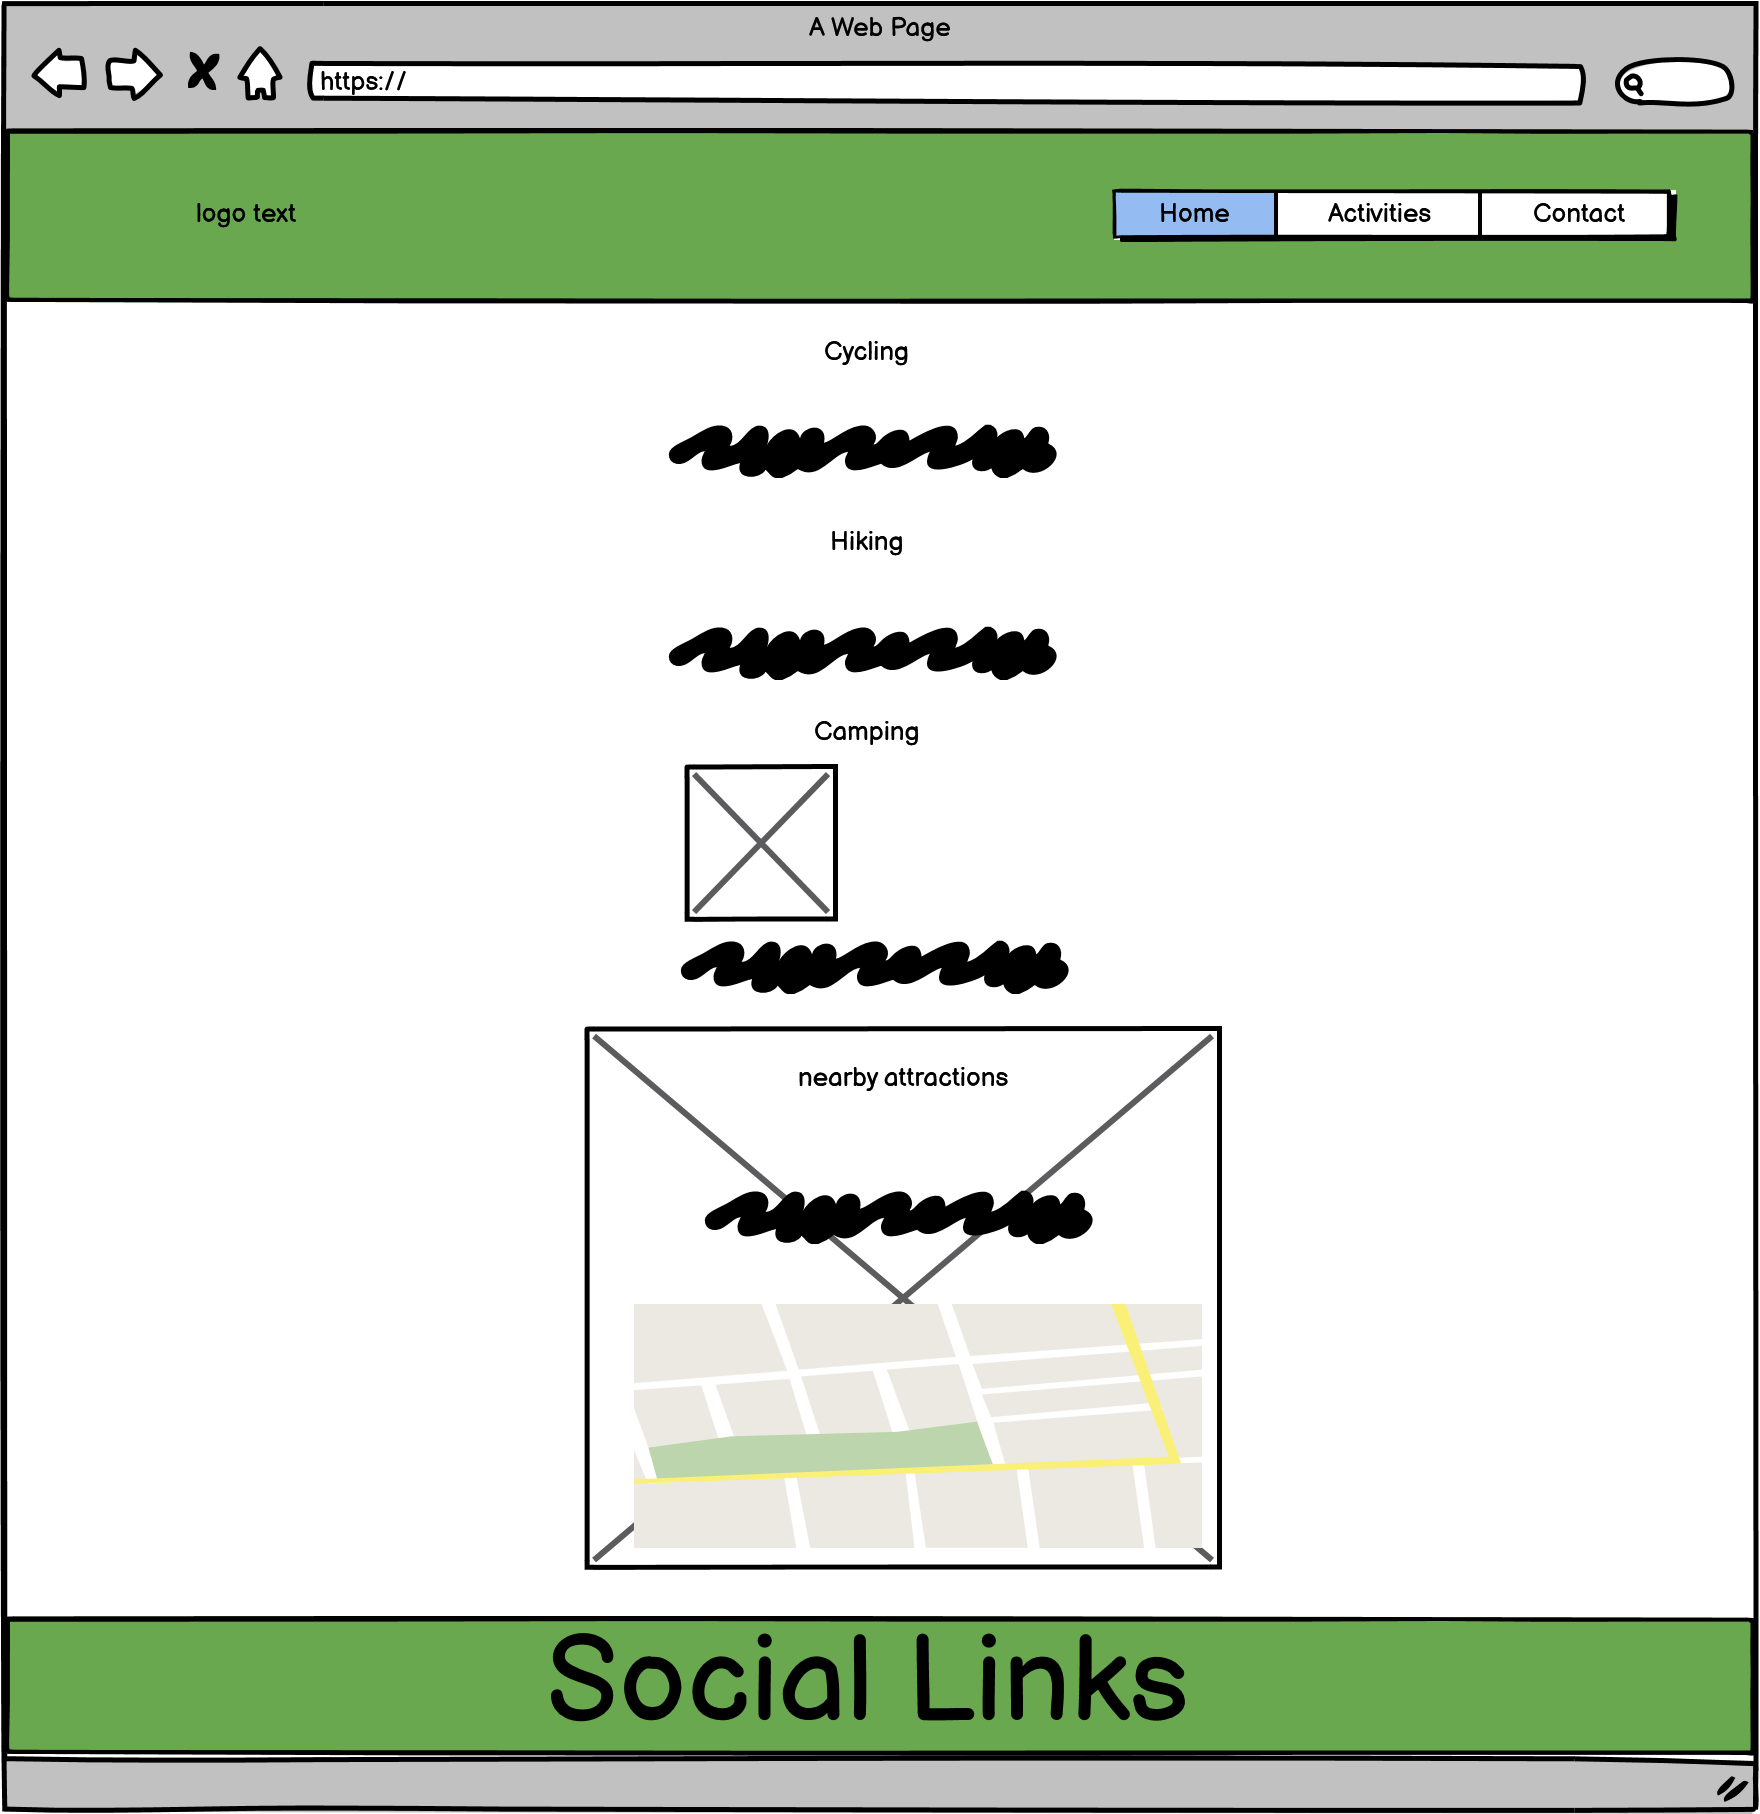 A Web Page
https://
logo text
Home Activities Contact
Cycling
Hiking
Camping
nearby attractions
Social Links